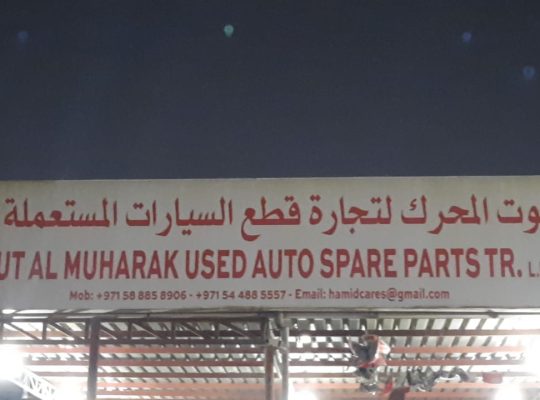 وت المحرك لتجارة قطع السيارات المستعملة
UT AL MUHARAK USED AUTO SPARE PARTS TR. L.
Mob: +971 58 885 8906 - +971 54 488 5557 - Email: hamidcares@gmail.com